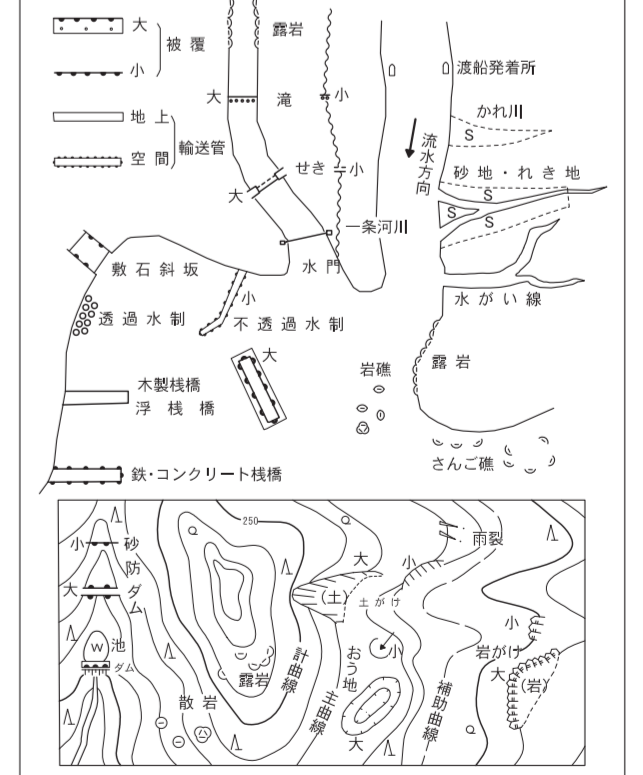 大
被覆
小
地上
輸送管
空間
露岩
大
滝
小
大
せき
小
流水方向
渡船発着所
かれ川
S
砂地・れき地
S
S
S
一条河川
水門
水がい線
敷石斜坂
小
透過水制
不透過水制
大
岩礁
露岩
木製桟橋
浮桟橋
さんご礁
鉄・コンクリート桟橋
小
砂防ダム
大
W
池
ダム
Q
250
Q
雨裂
大
小
(土)
土がけ
小
おう地
大
小
岩がけ
大
(岩)
露岩
散岩
計曲線
主曲線
補助曲線
Q